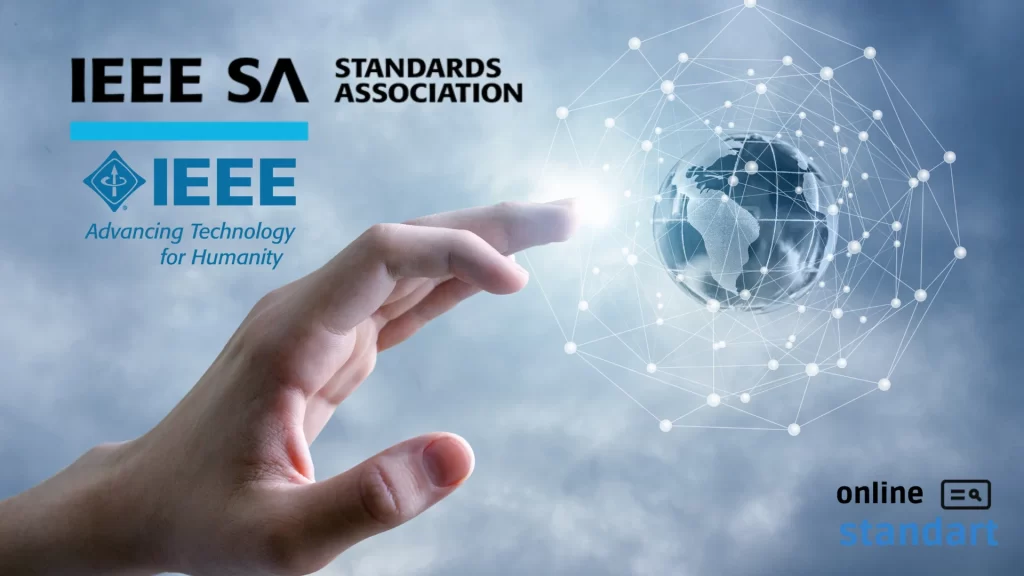 IEEE SA
STANDARDS
ASSOCIATION
IEEE
Advancing Technology
for Humanity
online
standart